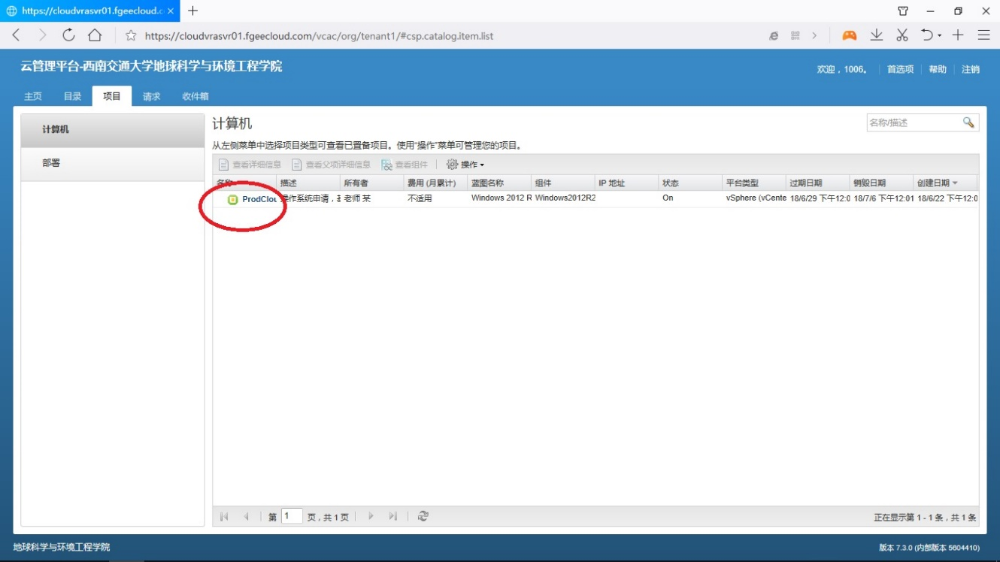 https://cloudvrasvr01.fgeecloud.c
https://cloudvrasvr01.fgeecloud.com/vcac/org/tenant1/#csp.catalog.item.list
云管理平台-西南交通大学地球科学与环境工程学院
欢迎，1006。 首选项 帮助 注销
主页 目录 项目 请求 收件箱
计算机
部署
计算机
名称/描述
从左侧菜单中选择项目类型可查看已置备项目。使用“操作”菜单可管理您的项目。
查看详细信息 查看父项详细信息 查看组件 操作
名称 描述 所有者 费用 (月累计) 蓝图名称 组件 IP 地址 状态 平台类型 过期日期 销毁日期 创建日期
ProdClou 操作系统申请， 老师 某 不适用 Windows 2012 R Windows2012R2 On vSphere (vCente 18/6/29 下午12:0 18/7/6 下午12:01 18/6/22 下午12:0
第 1 页，共 1 页
正在显示第 1 - 1 条，共 1 条
地球科学与环境工程学院
版本 7.3.0 (内部版本 5604410)